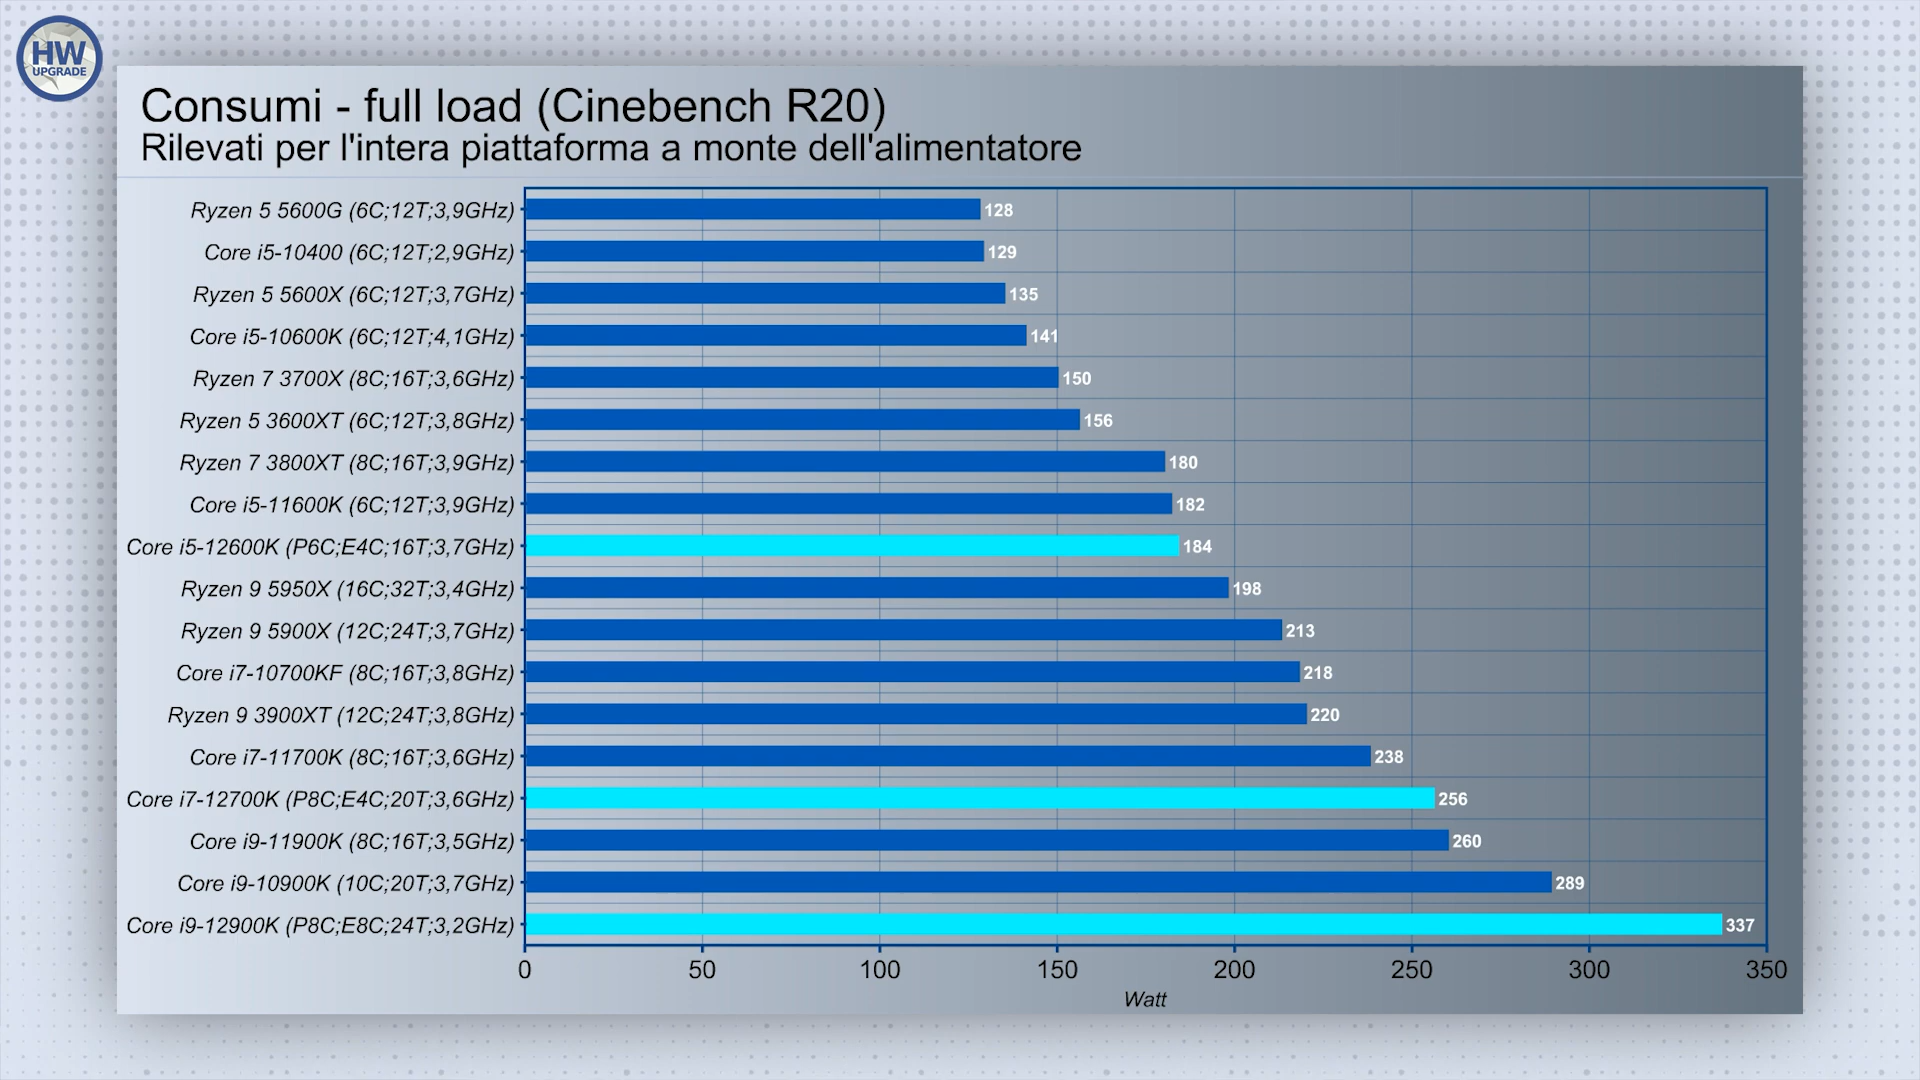 HW
UPGRADE
Consumi - full load (Cinebench R20)
Rilevati per l'intera piattaforma a monte dell'alimentatore
Ryzen 5 5600G (6C;12T;3,9GHz) 128
Core i5-10400 (6C;12T;2,9GHz) 129
Ryzen 5 5600X (6C;12T;3,7GHz) 135
Core i5-10600K (6C;12T;4,1GHz) 141
Ryzen 7 3700X (8C;16T;3,6GHz) 150
Ryzen 5 3600XT (6C;12T;3,8GHz) 156
Ryzen 7 3800XT (8C;16T;3,9GHz) 180
Core i5-11600K (6C;12T;3,9GHz) 182
Core i5-12600K (P6C;E4C;16T;3,7GHz) 184
Ryzen 9 5950X (16C;32T;3,4GHz) 198
Ryzen 9 5900X (12C;24T;3,7GHz) 213
Core i7-10700KF (8C;16T;3,8GHz) 218
Ryzen 9 3900XT (12C;24T;3,8GHz) 220
Core i7-11700K (8C;16T;3,6GHz) 238
Core i7-12700K (P8C;E4C;20T;3,6GHz) 256
Core i9-11900K (8C;16T;3,5GHz) 260
Core i9-10900K (10C;20T;3,7GHz) 289
Core i9-12900K (P8C;E8C;24T;3,2GHz) 337
0 50 100 150 200 250 300 350
Watt